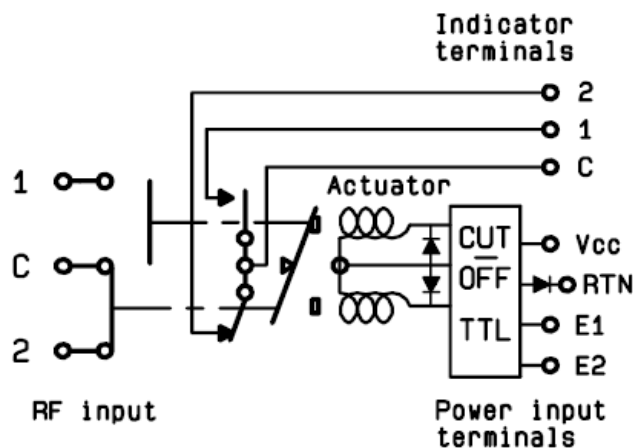 Indicator
terminals
2
1
C
1
Actuator
C
CUT
OFF
TTL
Vcc
RTN
E1
E2
2
RF input
Power input
terminals